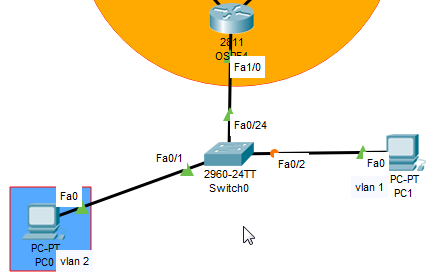 2811
Fa1/0
Fa0/24
Fa0/1
Fa0/2
Fa0
2960-24TT
Switch0
PC-PT
PC1
vlan 1
Fa0
PC-PT
PC0
vlan 2